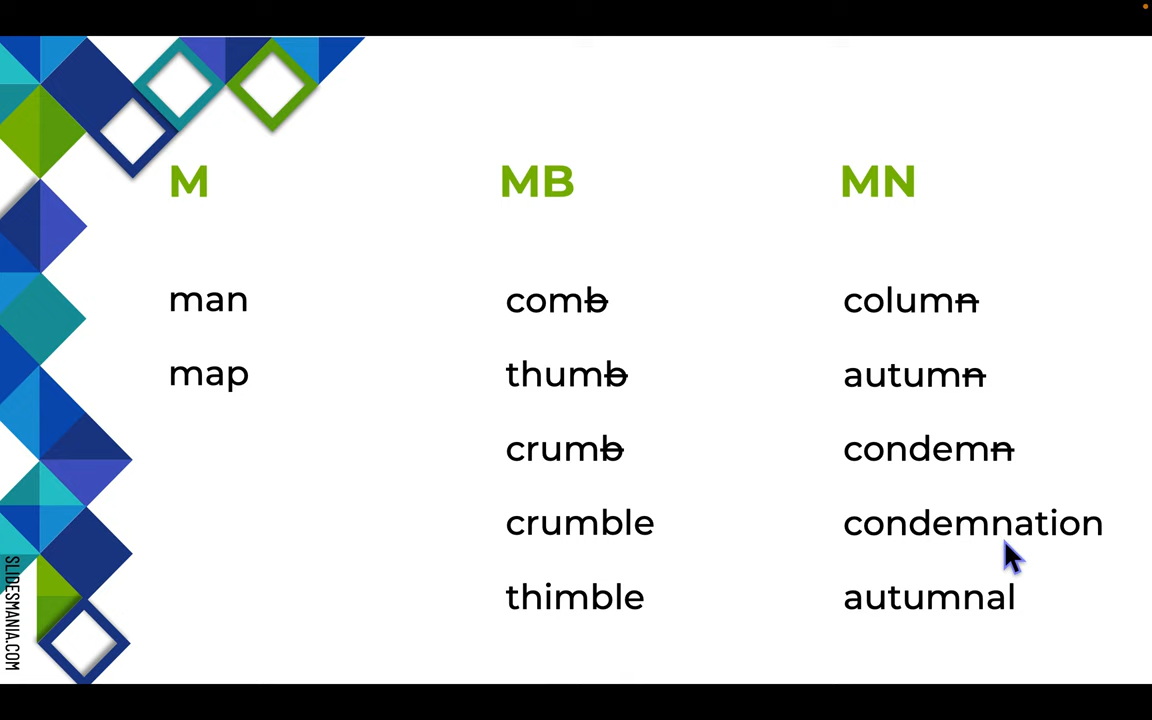 M MB MN
man comb column
map thumb autumn
crumb condemn
crumble condemnation
thimble autumnal
SLIDESMANIA.COM